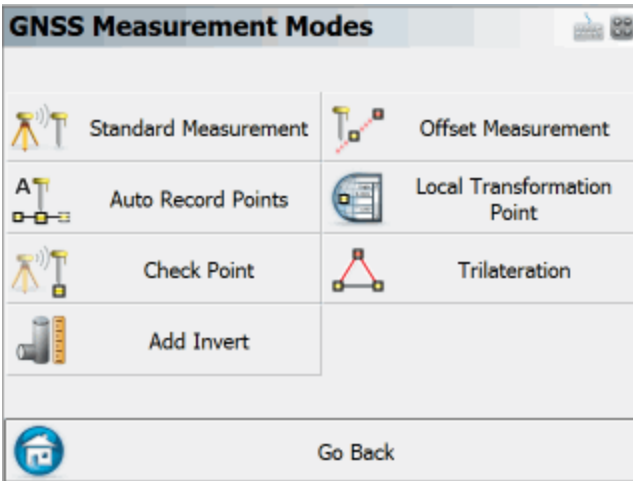 GNSS Measurement Modes
Standard Measurement
Offset Measurement
A
Auto Record Points
Local Transformation
Point
Check Point
Trilateration
Add Invert
Go Back